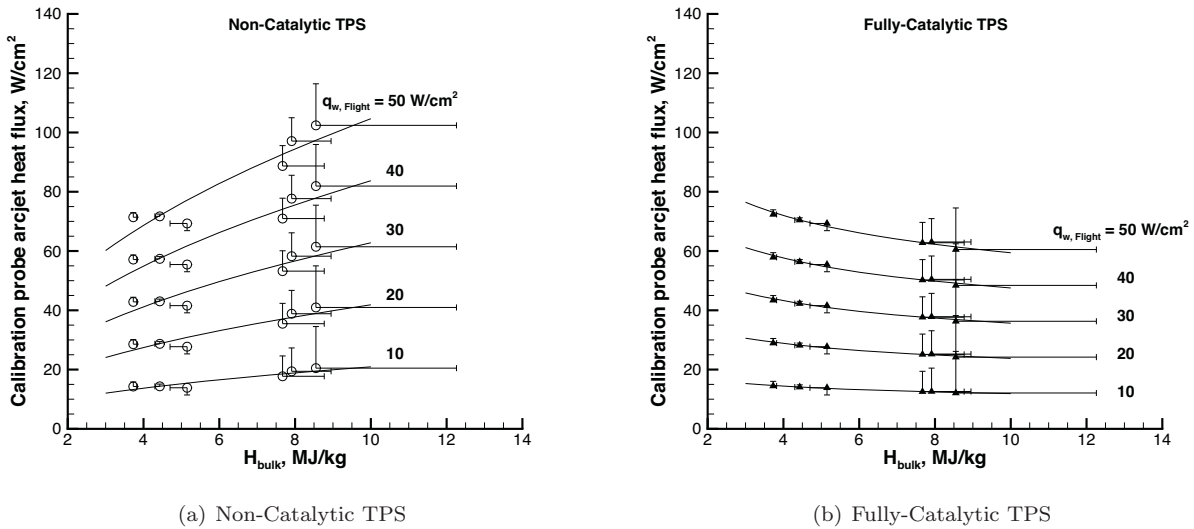 Non-Catalytic TPS
Calibration probe arcjet heat flux, W/cm²
140
120
100
80
60
40
20
0
q_w, Flight = 50 W/cm²
40
30
20
10
2 4 6 8 10 12 14
H_bulk, MJ/kg
(a) Non-Catalytic TPS
Fully-Catalytic TPS
Calibration probe arcjet heat flux, W/cm²
140
120
100
80
60
40
20
0
q_w, Flight = 50 W/cm²
40
30
20
10
2 4 6 8 10 12 14
H_bulk, MJ/kg
(b) Fully-Catalytic TPS